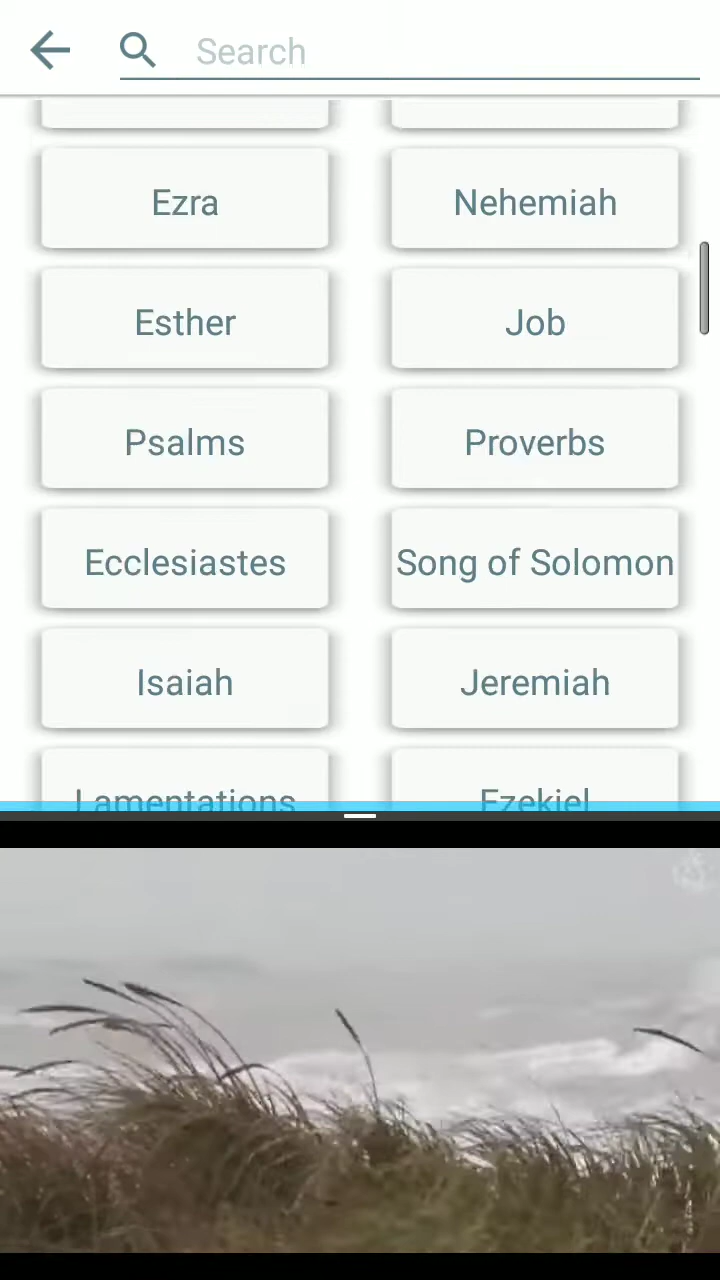 Search
Ezra
Nehemiah
Esther
Job
Psalms
Proverbs
Ecclesiastes
Song of Solomon
Isaiah
Jeremiah
Lamentations
Ezekiel